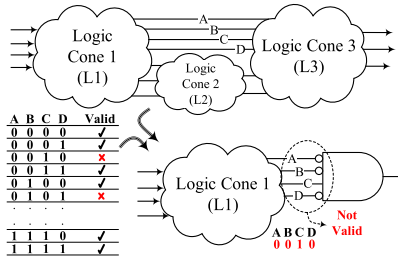 Logic
Cone 1
(L1)
A
B
C
D
Logic
Cone 2
(L2)
Logic Cone 3
(L3)
A B C D Valid
0 0 0 0 ✓
0 0 0 1 ✓
0 0 1 0 ✗
0 0 1 1 ✓
0 1 0 0 ✓
0 1 0 1 ✗
. . . .
. . . .
1 1 1 0 ✓
1 1 1 1 ✓
Logic Cone 1
(L1)
A
B
C
D
A B C D
0 0 1 0
Not
Valid